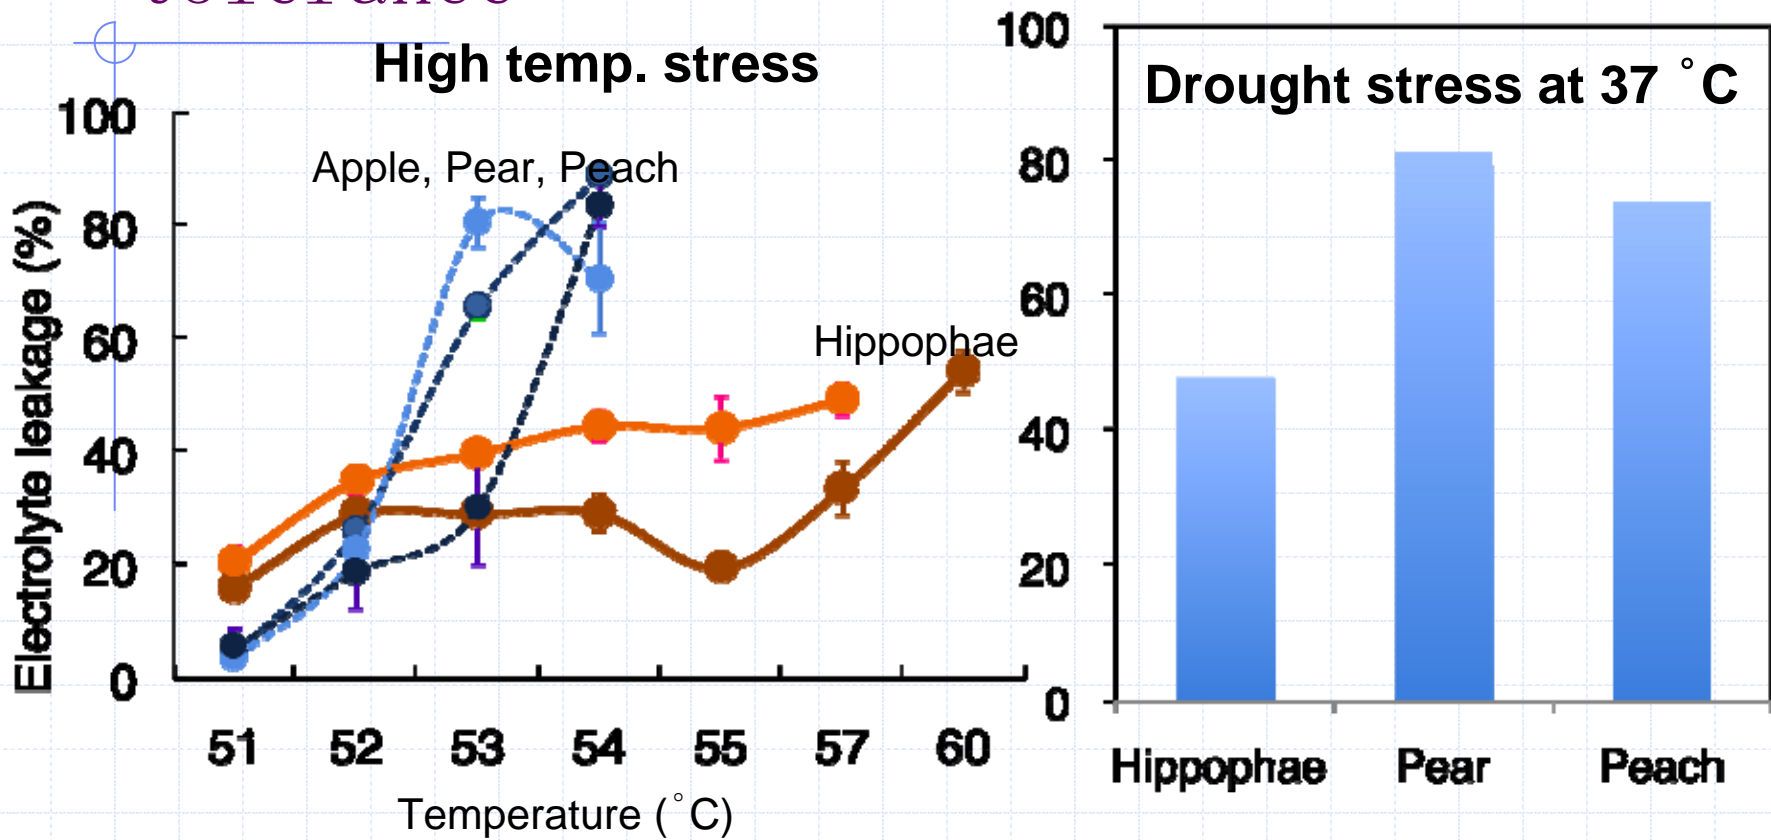 tolerance
High temp. stress
Electrolyte leakage (%)
100
80
60
40
20
0
Apple, Pear, Peach
Hippophae
51 52 53 54 55 57 60
Temperature (˚C)
Drought stress at 37 ˚C
100
80
60
40
20
0
Hippophae Pear Peach